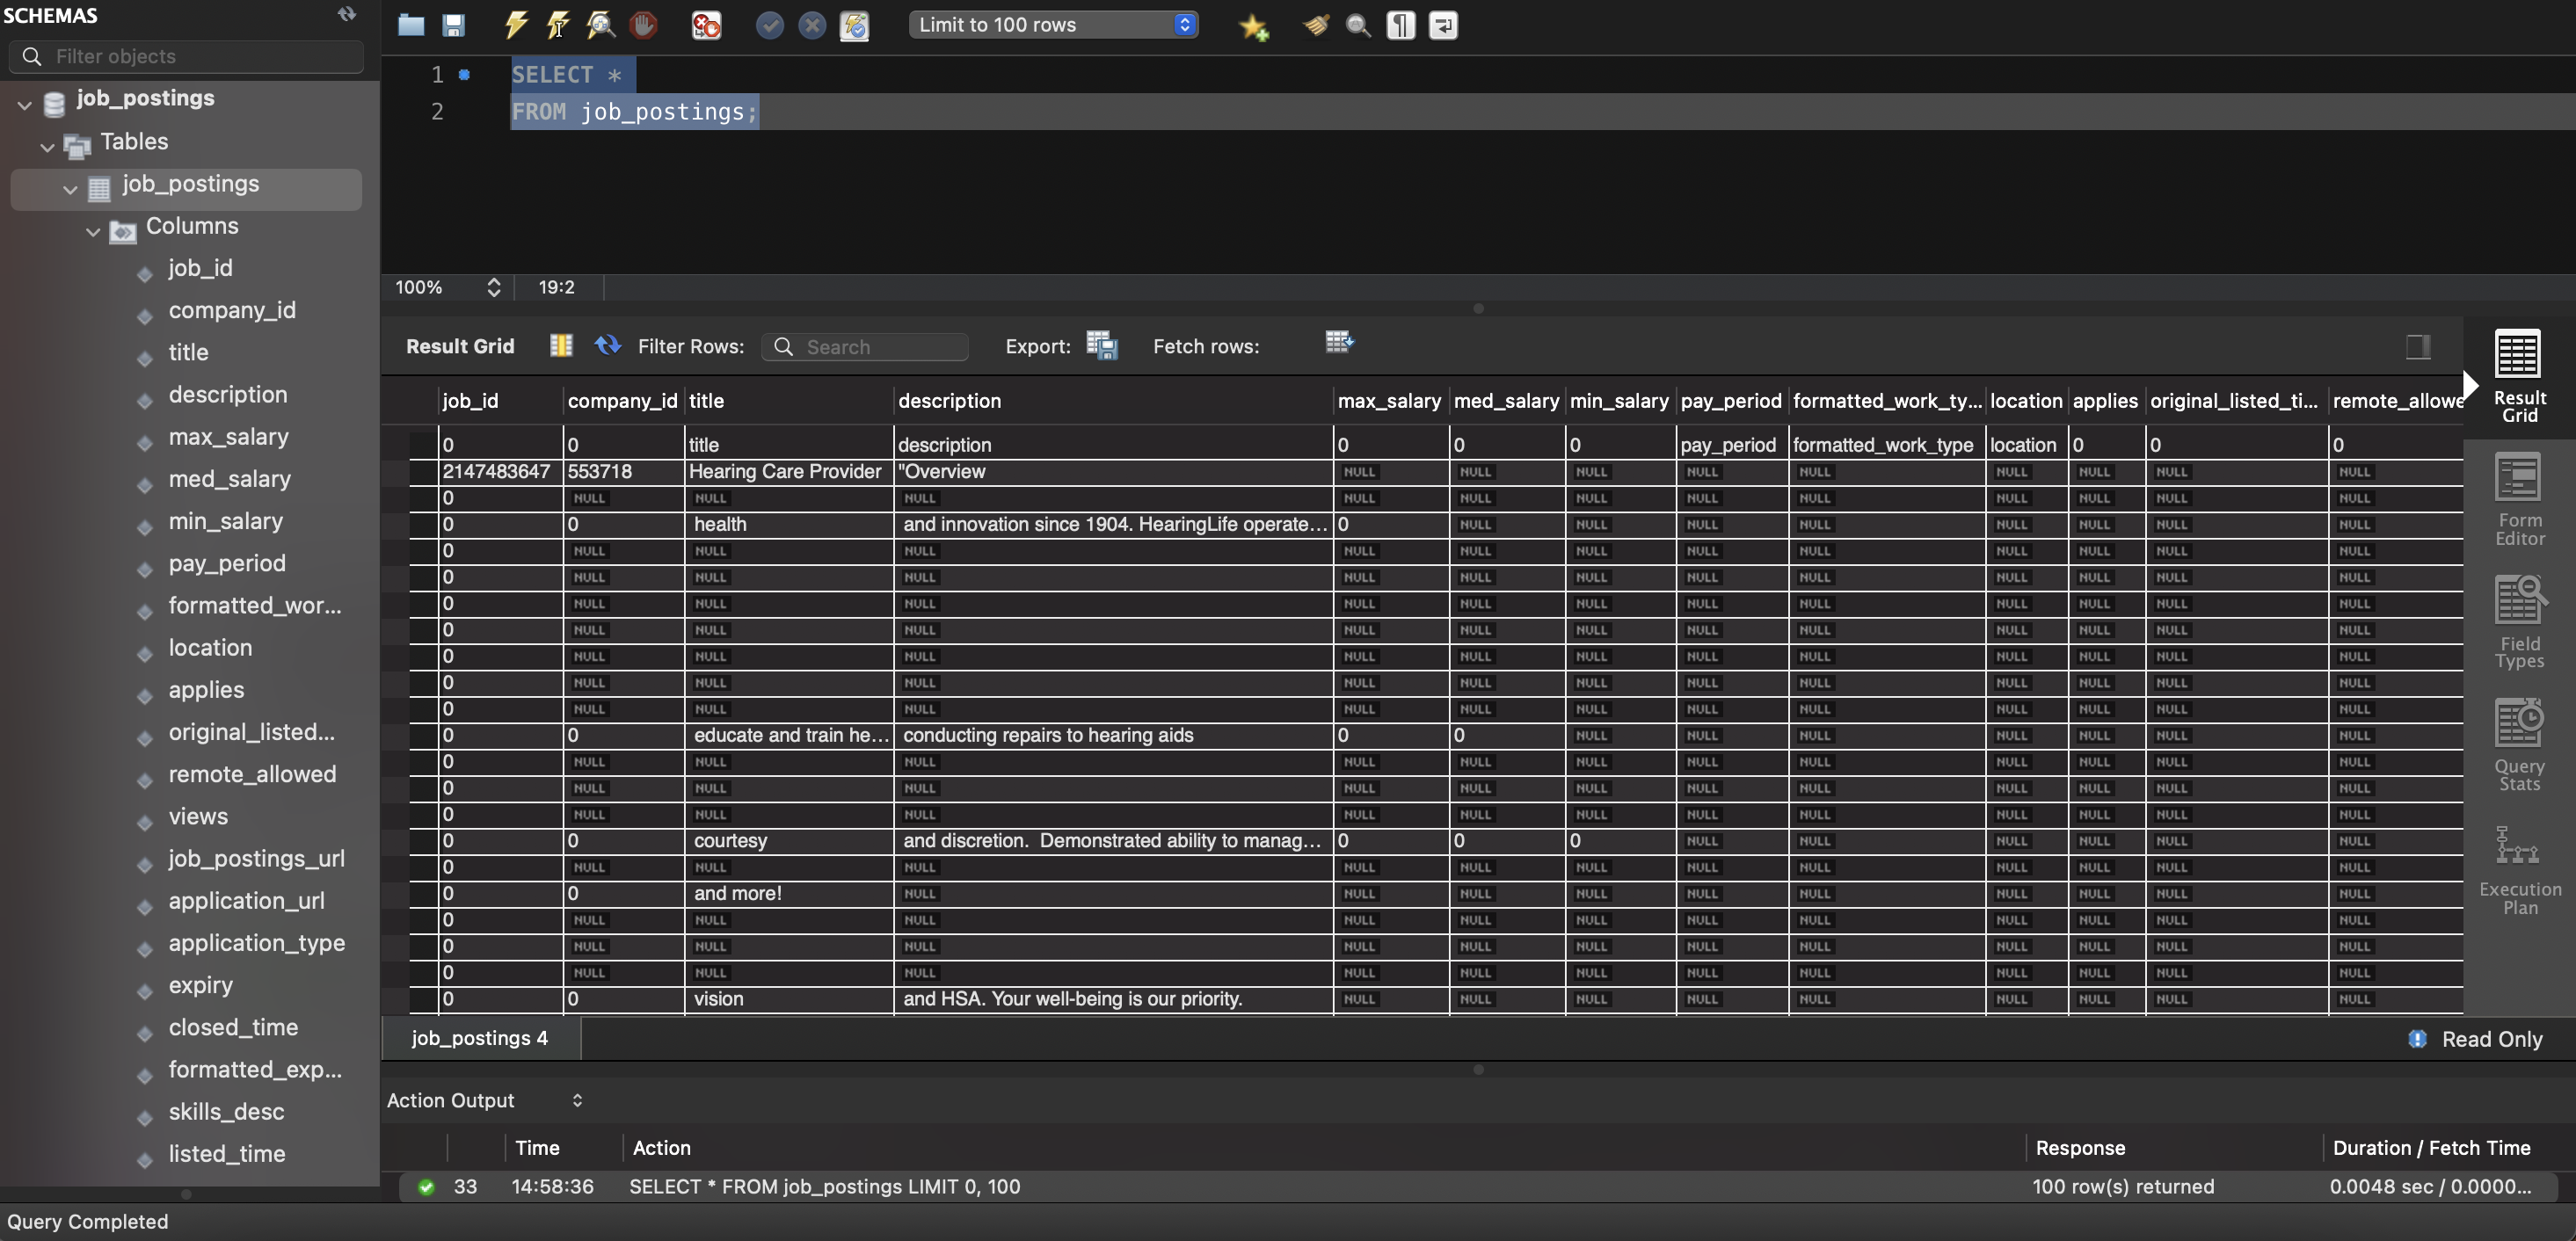 SCHEMAS
Filter objects
job_postings
Tables
job_postings
Columns
job_id
company_id
title
description
max_salary
med_salary
min_salary
pay_period
formatted_wor...
location
applies
original_listed...
remote_allowed
views
job_postings_url
application_url
application_type
expiry
closed_time
formatted_exp...
skills_desc
listed_time
Query Completed
Limit to 100 rows
1 SELECT *
2 FROM job_postings;
100% 19:2
Result Grid Filter Rows: Search Export: Fetch rows:
job_id company_id title description max_salary med_salary min_salary pay_period formatted_work_ty... location applies original_listed_ti... remote_allowe
0 0 title description 0 0 0 pay_period formatted_work_type location 0 0 0
2147483647 553718 Hearing Care Provider "Overview NULL NULL NULL NULL NULL NULL NULL NULL NULL
0 NULL NULL NULL NULL NULL NULL NULL NULL NULL NULL NULL NULL
0 0 health and innovation since 1904. HearingLife operate... 0 NULL NULL NULL NULL NULL NULL NULL NULL
0 NULL NULL NULL NULL NULL NULL NULL NULL NULL NULL NULL NULL
0 NULL NULL NULL NULL NULL NULL NULL NULL NULL NULL NULL NULL
0 NULL NULL NULL NULL NULL NULL NULL NULL NULL NULL NULL NULL
0 NULL NULL NULL NULL NULL NULL NULL NULL NULL NULL NULL NULL
0 NULL NULL NULL NULL NULL NULL NULL NULL NULL NULL NULL NULL
0 NULL NULL NULL NULL NULL NULL NULL NULL NULL NULL NULL NULL
0 NULL NULL NULL NULL NULL NULL NULL NULL NULL NULL NULL NULL
0 0 educate and train he... conducting repairs to hearing aids 0 0 NULL NULL NULL NULL NULL NULL NULL
0 NULL NULL NULL NULL NULL NULL NULL NULL NULL NULL NULL NULL
0 NULL NULL NULL NULL NULL NULL NULL NULL NULL NULL NULL NULL
0 NULL NULL NULL NULL NULL NULL NULL NULL NULL NULL NULL NULL
0 0 courtesy and discretion. Demonstrated ability to manag... 0 0 0 NULL NULL NULL NULL NULL NULL
0 NULL NULL NULL NULL NULL NULL NULL NULL NULL NULL NULL NULL
0 0 and more! NULL NULL NULL NULL NULL NULL NULL NULL NULL NULL
0 NULL NULL NULL NULL NULL NULL NULL NULL NULL NULL NULL NULL
0 NULL NULL NULL NULL NULL NULL NULL NULL NULL NULL NULL NULL
0 NULL NULL NULL NULL NULL NULL NULL NULL NULL NULL NULL NULL
0 0 vision and HSA. Your well-being is our priority. NULL NULL NULL NULL NULL NULL NULL NULL NULL
Result
Grid
Form
Editor
Field
Types
Query
Stats
Execution
Plan
job_postings 4 Read Only
Action Output
Time Action Response Duration / Fetch Time
33 14:58:36 SELECT * FROM job_postings LIMIT 0, 100 100 row(s) returned 0.0048 sec / 0.0000...